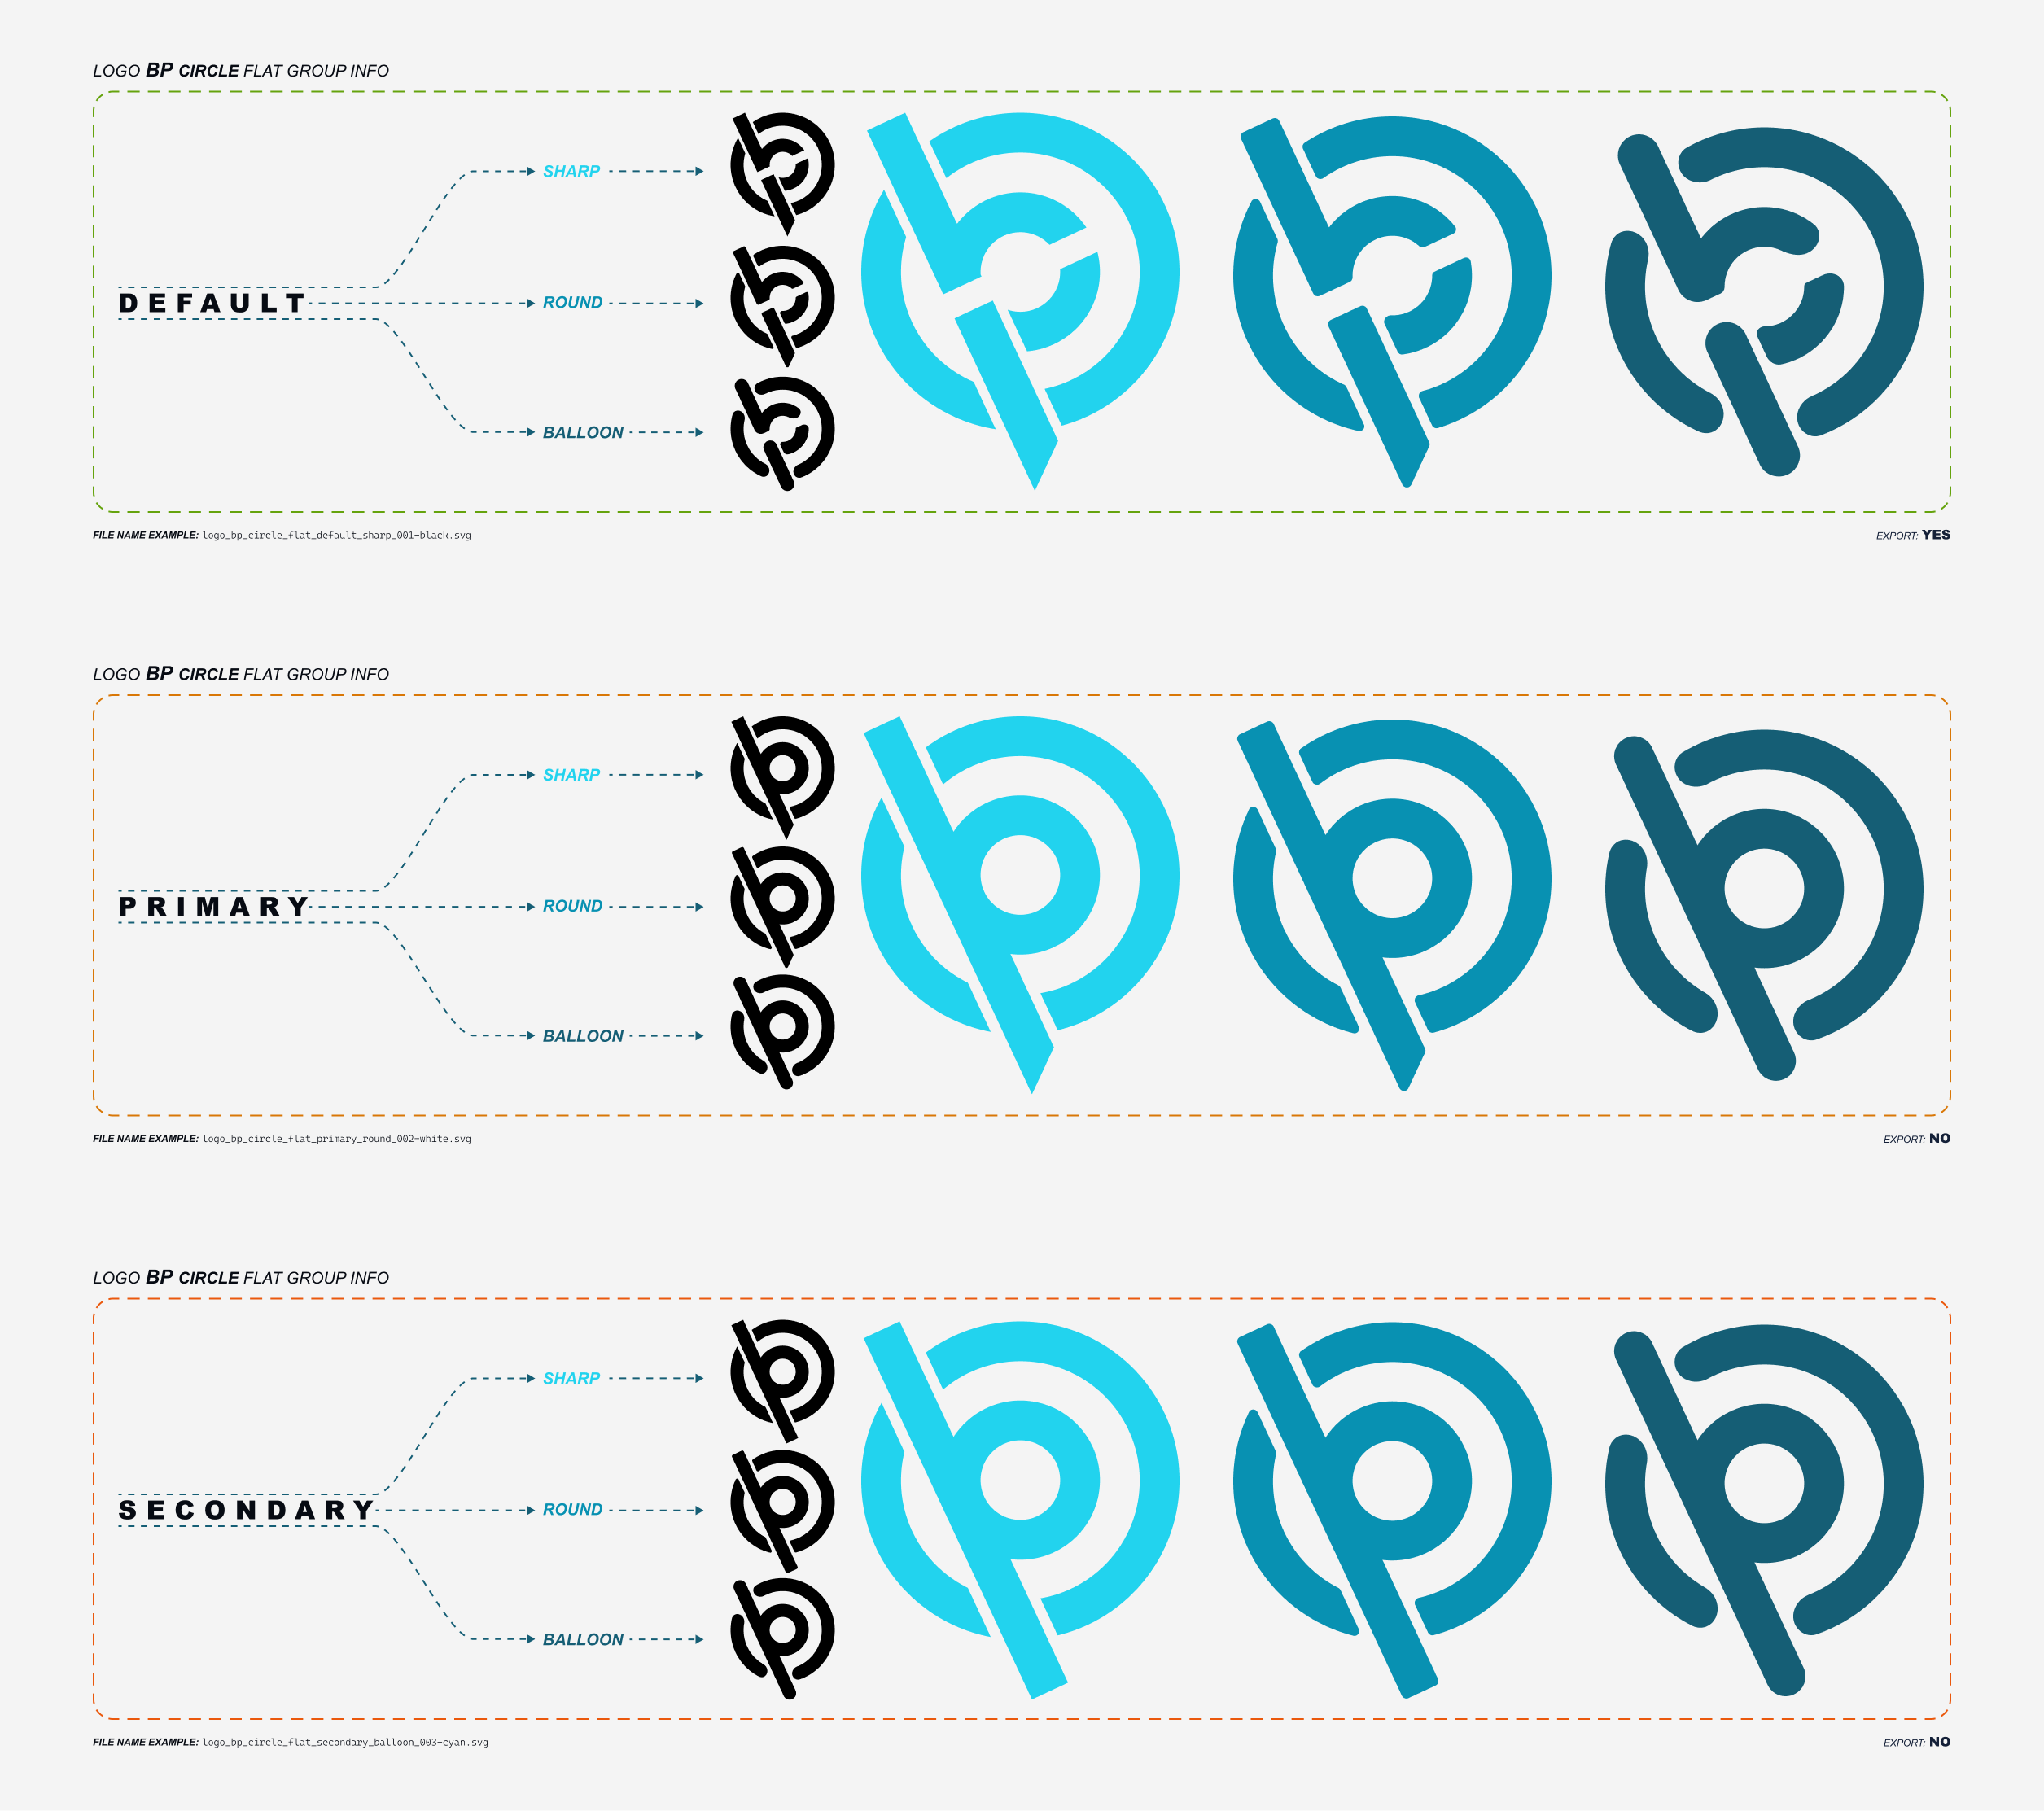 LOGO BP CIRCLE FLAT GROUP INFO
SHARP
DEFAULT
ROUND
BALLOON
FILE NAME EXAMPLE: logo_bp_circle_flat_default_sharp_001-black.svg
EXPORT: YES
LOGO BP CIRCLE FLAT GROUP INFO
SHARP
PRIMARY
ROUND
BALLOON
FILE NAME EXAMPLE: logo_bp_circle_flat_primary_round_002-white.svg
EXPORT: NO
LOGO BP CIRCLE FLAT GROUP INFO
SHARP
SECONDARY
ROUND
BALLOON
FILE NAME EXAMPLE: logo_bp_circle_flat_secondary_balloon_003-cyan.svg
EXPORT: NO